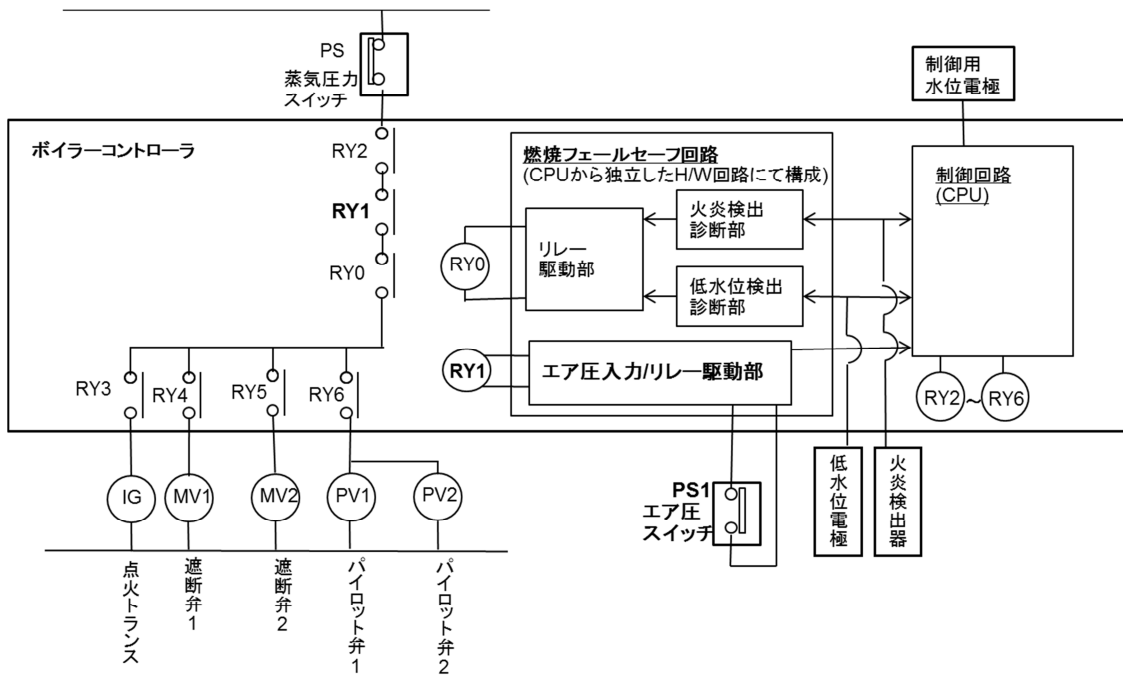 PS
蒸気圧力
スイッチ
制御用
水位電極
ボイラーコントローラ
RY2
RY1
RY0
燃焼フェールセーフ回路
(CPUから独立したH/W回路にて構成)
火炎検出
診断部
リレー
駆動部
RY0
低水位検出
診断部
RY1
エア圧入力/リレー駆動部
制御回路
(CPU)
RY2
～
RY6
RY3
RY4
RY5
RY6
IG
MV1
MV2
PV1
PV2
PS1
エア圧
スイッチ
低水位電極
火炎検出器
点火トランス
遮断弁1
遮断弁2
パイロット弁1
パイロット弁2